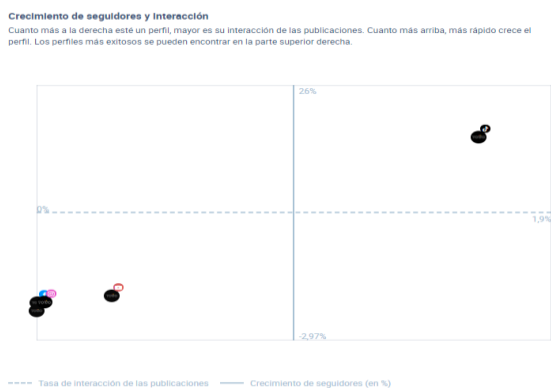 Crecimiento de seguidores y interacción
Cuanto más a la derecha esté un perfil, mayor es su interacción de las publicaciones. Cuanto más arriba, más rápido crece el
perfil. Los perfiles más exitosos se pueden encontrar en la parte superior derecha.
26%
0%
1,9%
-2,97%
Tasa de interacción de las publicaciones
Crecimiento de seguidores (en %)